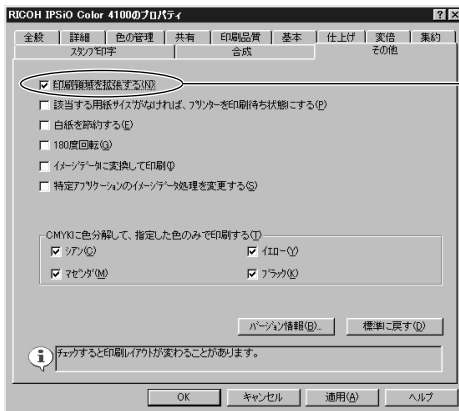 RICOH IPSiO Color 4100のプロパティ
全般 詳細 色の管理 共有 印刷品質 基本 仕上げ 変倍 集約
スタンプ印字 合成 その他
印刷領域を拡張する(N)
該当する用紙サイズがなければ、プリンターを印刷待ち状態にする(P)
白紙を節約する(E)
180度回転(G)
イメージデータに変換して印刷(I)
特定アプリケーションのイメージデータ処理を変更する(S)
CMYKに色分解して、指定した色のみで印刷する(T)
シアン(C) イエロー(Y)
マゼンダ(M) ブラック(K)
バージョン情報(B)... 標準に戻す(D)
チェックすると印刷レイアウトが変わることがあります。
OK キャンセル 適用(A) ヘルプ